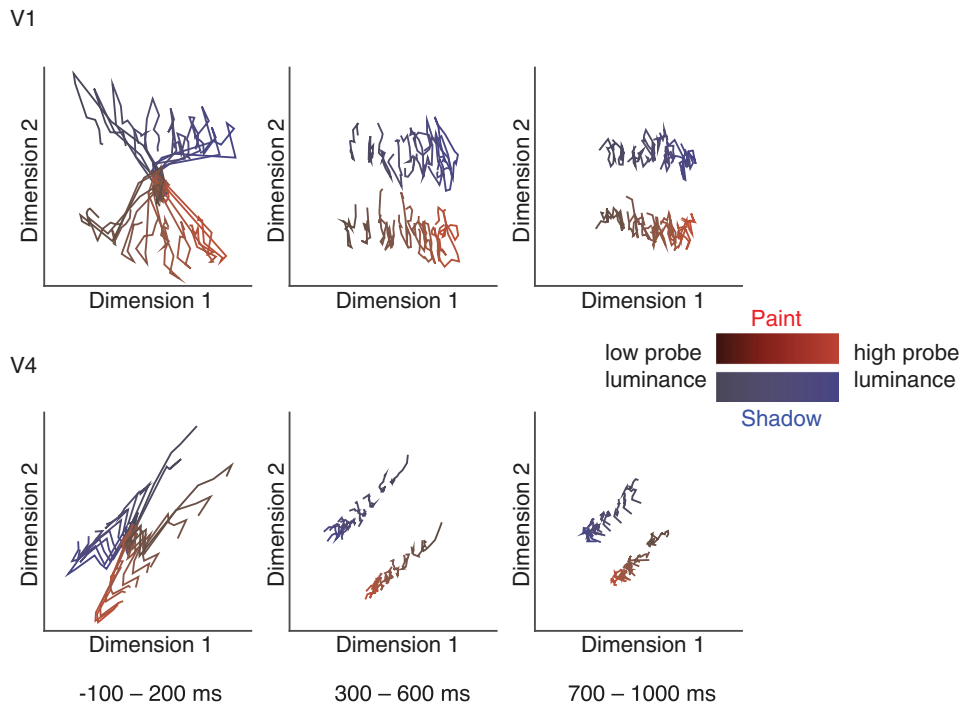 V1
Dimension 2
Dimension 1
Dimension 2
Dimension 1
Dimension 2
Dimension 1
Paint
low probe
luminance
high probe
luminance
Shadow
V4
Dimension 2
Dimension 1
Dimension 2
Dimension 1
Dimension 2
Dimension 1
-100 – 200 ms
300 – 600 ms
700 – 1000 ms